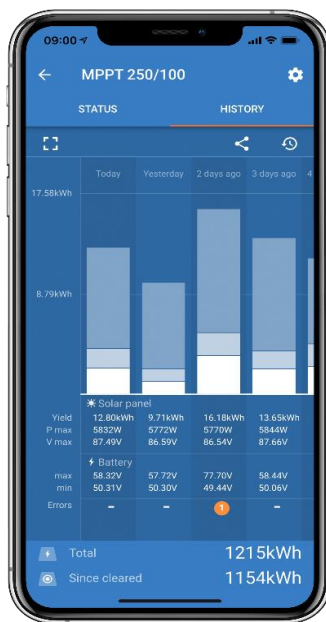 09:00
MPPT 250/100
STATUS HISTORY
Today Yesterday 2 days ago 3 days ago 4
17.58kWh
8.79kWh
Solar panel
Yield 12.80kWh 9.71kWh 16.18kWh 13.65kWh
P max 5832W 5772W 5770W 5844W
V max 87.49V 86.59V 86.54V 87.66V
Battery
max 58.32V 57.72V 77.70V 58.44V
min 50.31V 50.30V 49.44V 50.06V
Errors – – 1 –
Total 1215kWh
Since cleared 1154kWh